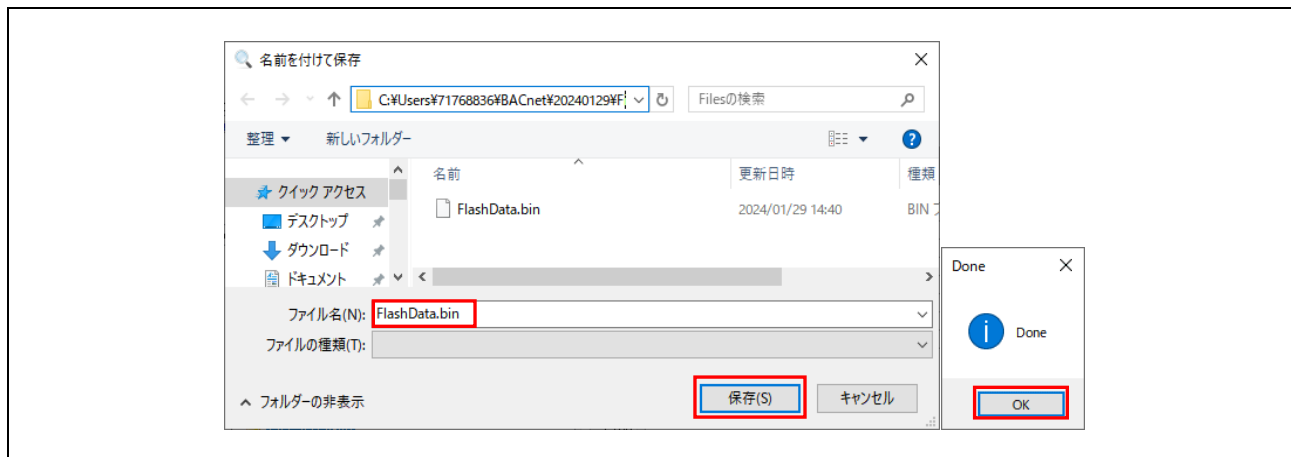 名前を付けて保存
C:¥Users¥71768836¥BACnet¥20240129¥F
Filesの検索
整理 新しいフォルダー
名前 更新日時 種類
クイック アクセス
FlashData.bin 2024/01/29 14:40 BIN
デスクトップ
ダウンロード
ドキュメント
ファイル名(N): FlashData.bin
ファイルの種類(T):
フォルダーの非表示 保存(S) キャンセル
Done
Done
OK